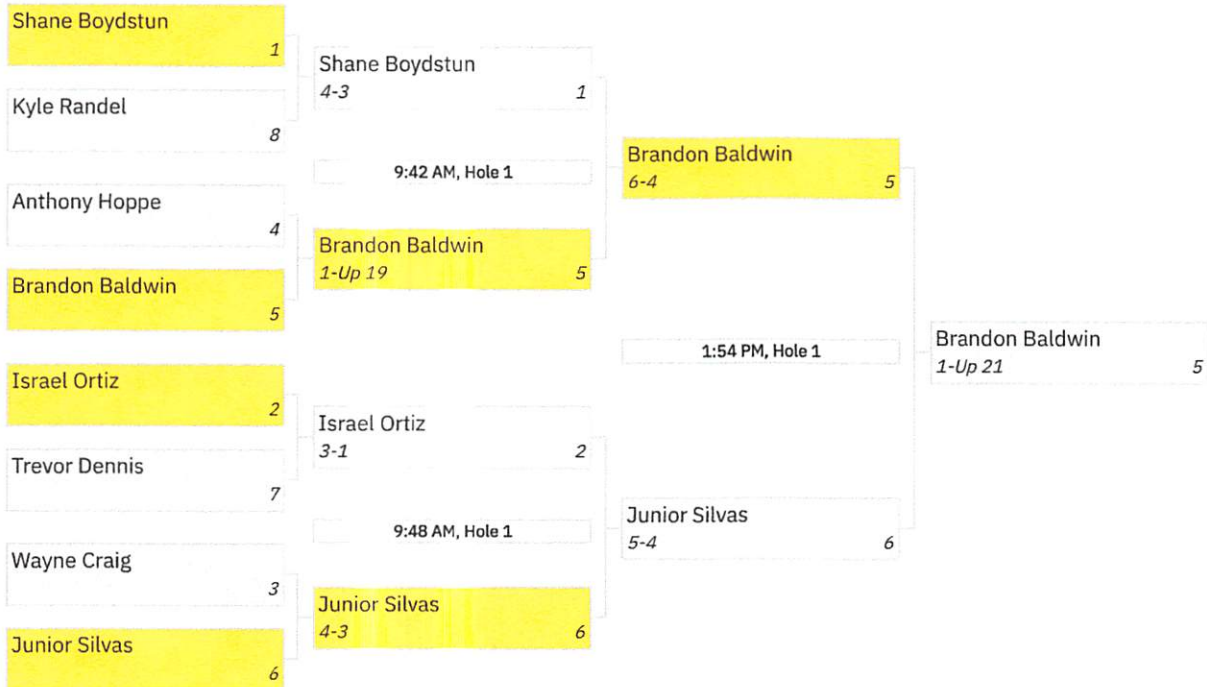 Shane Boydstun
1
Kyle Randel
8
Anthony Hoppe
4
Brandon Baldwin
5
Israel Ortiz
2
Trevor Dennis
7
Wayne Craig
3
Junior Silvas
6
Shane Boydstun
4-3 1
9:42 AM, Hole 1
Brandon Baldwin
1-Up 19 5
Israel Ortiz
3-1 2
9:48 AM, Hole 1
Junior Silvas
4-3 6
Brandon Baldwin
6-4 5
1:54 PM, Hole 1
Junior Silvas
5-4 6
Brandon Baldwin
1-Up 21 5